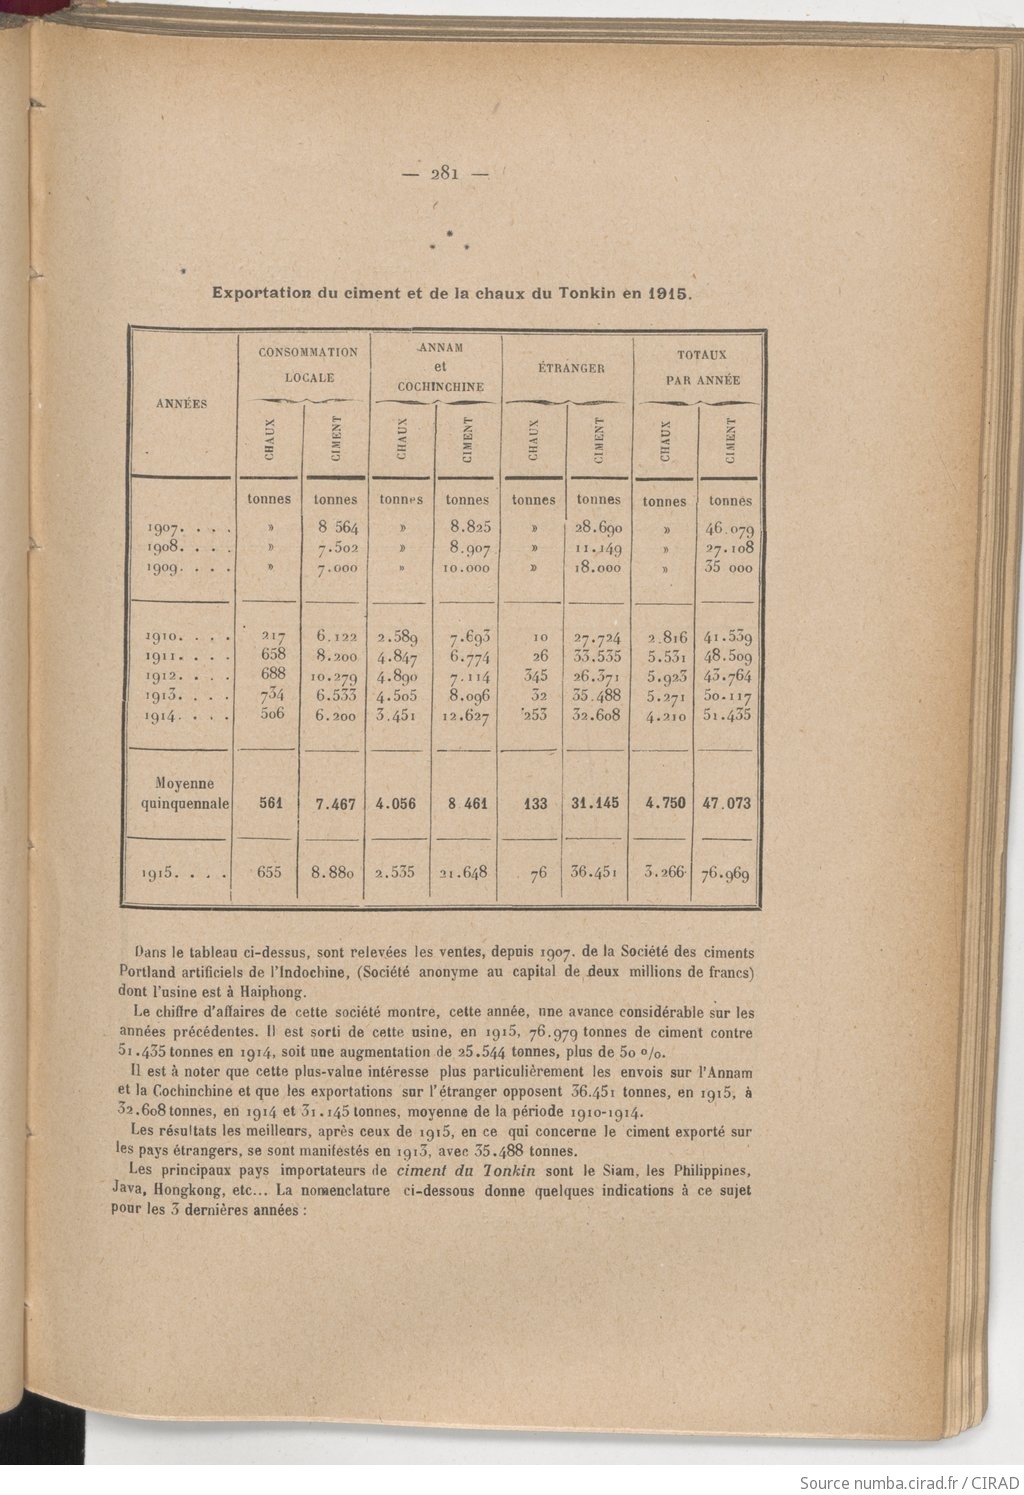 — 281 —
* * *
Exportation du ciment et de la chaux du Tonkin en 1915.
ANNÉES | CONSOMMATION LOCALE | ANNAM et COCHINCHINE | ÉTRANGER | TOTAUX PAR ANNÉE
CHAUX | CIMENT | CHAUX | CIMENT | CHAUX | CIMENT | CHAUX | CIMENT
tonnes | tonnes | tonnes | tonnes | tonnes | tonnes | tonnes | tonnes
1907. . . . | » | 8 564 | » | 8.825 | » | 28.690 | » | 46.079
1908. . . . | » | 7.502 | » | 8.907 | » | 11.149 | » | 27.108
1909. . . . | » | 7.000 | » | 10.000 | » | 18.000 | » | 35 000
1910. . . . | 217 | 6.122 | 2.589 | 7.693 | 10 | 27.724 | 2.816 | 41.539
1911. . . . | 658 | 8.200 | 4.847 | 6.774 | 26 | 33.535 | 5.531 | 48.509
1912. . . . | 688 | 10.279 | 4.890 | 7.114 | 345 | 26.371 | 5.923 | 43.764
1913. . . . | 734 | 6.533 | 4.505 | 8.096 | 32 | 35.488 | 5.271 | 50.117
1914. . . . | 506 | 6.200 | 3.451 | 12.627 | 253 | 32.608 | 4.210 | 51.435
Moyenne
quinquennale | 561 | 7.467 | 4.056 | 8 461 | 133 | 31.145 | 4.750 | 47.073
1915. . . . | 655 | 8.880 | 2.535 | 21.648 | 76 | 36.451 | 3.266 | 76.969
Dans le tableau ci-dessus, sont relevées les ventes, depuis 1907, de la Société des ciments
Portland artificiels de l'Indochine, (Société anonyme au capital de deux millions de francs)
dont l'usine est à Haiphong.
Le chiffre d'affaires de cette société montre, cette année, une avance considérable sur les
années précédentes. Il est sorti de cette usine, en 1915, 76.979 tonnes de ciment contre
51.435 tonnes en 1914, soit une augmentation de 25.544 tonnes, plus de 50 %.
Il est à noter que cette plus-value intéresse plus particulièrement les envois sur l'Annam
et la Cochinchine et que les exportations sur l'étranger opposent 36.451 tonnes, en 1915, à
32.608 tonnes, en 1914 et 31.145 tonnes, moyenne de la période 1910-1914.
Les résultats les meilleurs, après ceux de 1915, en ce qui concerne le ciment exporté sur
les pays étrangers, se sont manifestés en 1913, avec 35.488 tonnes.
Les principaux pays importateurs de ciment du Tonkin sont le Siam, les Philippines,
Java, Hongkong, etc... La nomenclature ci-dessous donne quelques indications à ce sujet
pour les 3 dernières années :
Source numba.cirad.fr / CIRAD